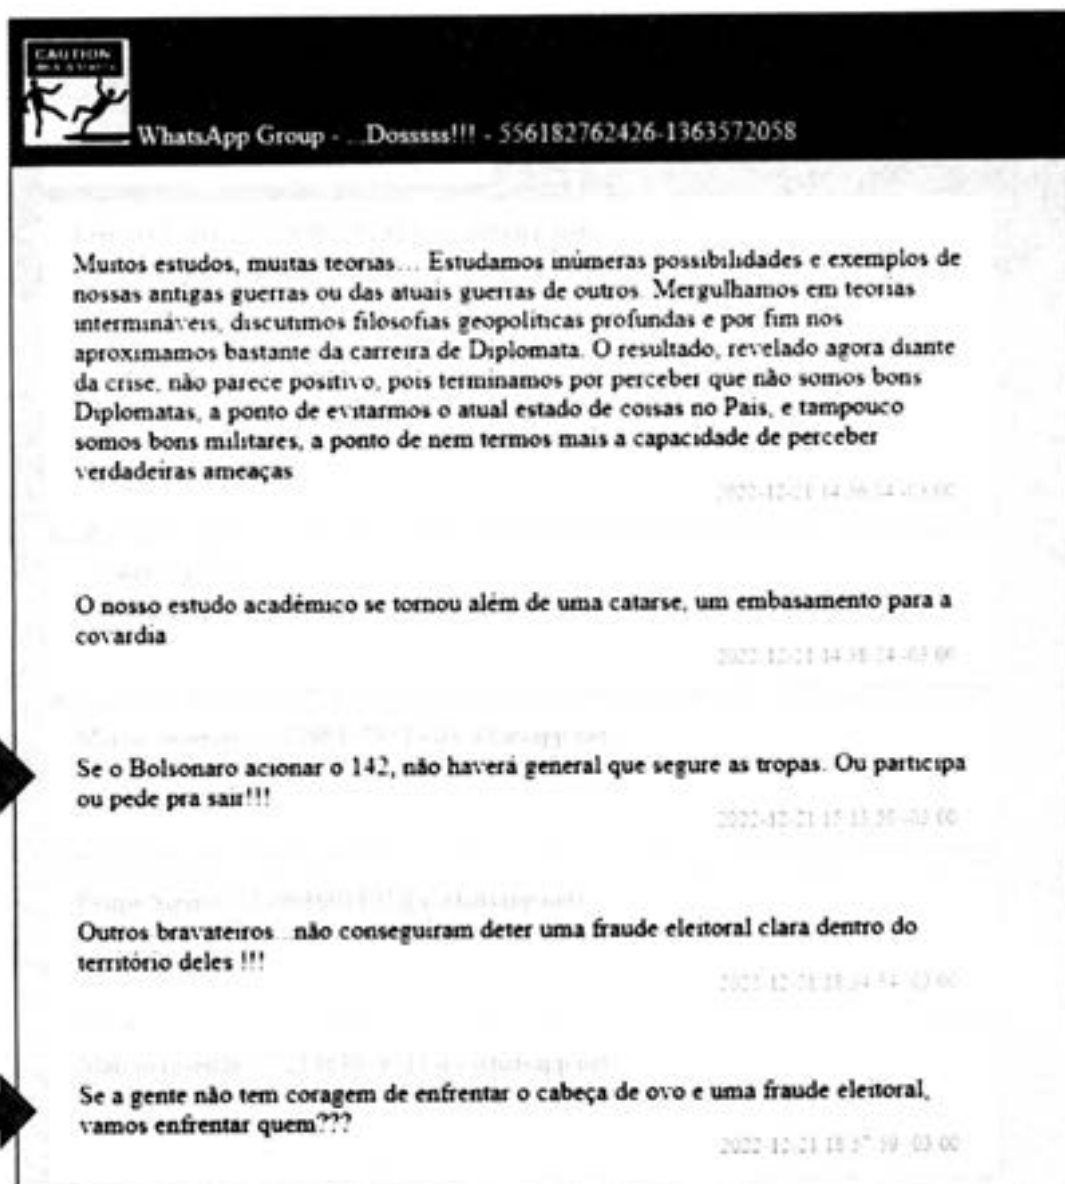 CAUTION
WhatsApp Group - ...Dosssss!!! - 556182762426-1363572058
Muitos estudos, muitas teorias... Estudamos inúmeras possibilidades e exemplos de
nossas antigas guerras ou das atuais guerras de outros. Mergulhamos em teorias
intermináveis, discutimos filosofias geopolíticas profundas e por fim nos
aproximamos bastante da carreira de Diplomata. O resultado, revelado agora diante
da crise, não parece positivo, pois terminamos por perceber que não somos bons
Diplomatas, a ponto de evitarmos o atual estado de coisas no País, e tampouco
somos bons militares, a ponto de nem termos mais a capacidade de perceber
verdadeiras ameaças
O nosso estudo acadêmico se tornou além de uma catarse, um embasamento para a
covardia
Se o Bolsonaro acionar o 142, não haverá general que segure as tropas. Ou participa
ou pede pra sair!!!
Outros bravateiros...não conseguiram deter uma fraude eleitoral clara dentro do
território deles !!!
Se a gente não tem coragem de enfrentar o cabeça de ovo e uma fraude eleitoral,
vamos enfrentar quem???